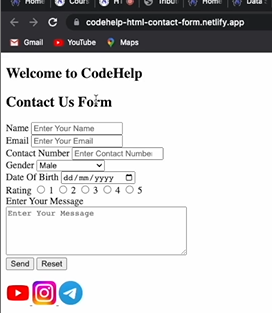 Home
Cours
H
Tribut
Home
Data
codehelp-html-contact-form.netlify.app
Gmail
YouTube
Maps
Welcome to CodeHelp
Contact Us Form
Name Enter Your Name
Email Enter Your Email
Contact Number Enter Contact Number
Gender Male
Date Of Birth dd/mm/yyyy
Rating 1 2 3 4 5
Enter Your Message
Enter Your Message
Send Reset